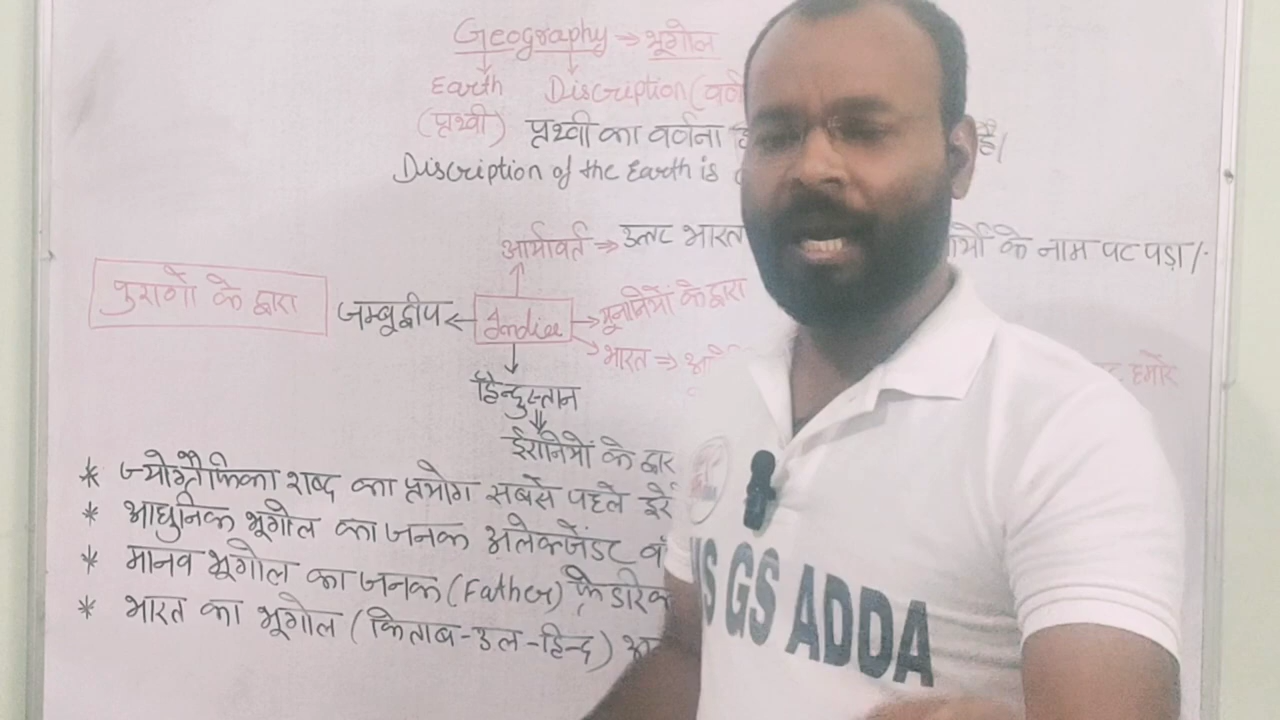 Geography → भूगोल
Earth Discription (वर्ण
(पृथ्वी) पृथ्वी का वर्वना है।
Discription of the Earth is
आर्यावर्त ⇒ उत्तर भारत के नाम पर पड़ा।
पुराणों के द्वारा जम्बूद्वीप ← India → यूनानियों के द्वारा
→ भारत ⇒
हिन्दुस्तान
ईरानियों के द्वार
* ज्योग्रैफिका शब्द का प्रयोग सबसे पहले इरे
* आधुनिक भूगोल का जनक अलेक्जेंडर वॉ
* मानव भूगोल का जनक (Father) फ्रेडरिक
* भारत का भूगोल (किताब-उल-हिन्द) अ
S GS ADDA